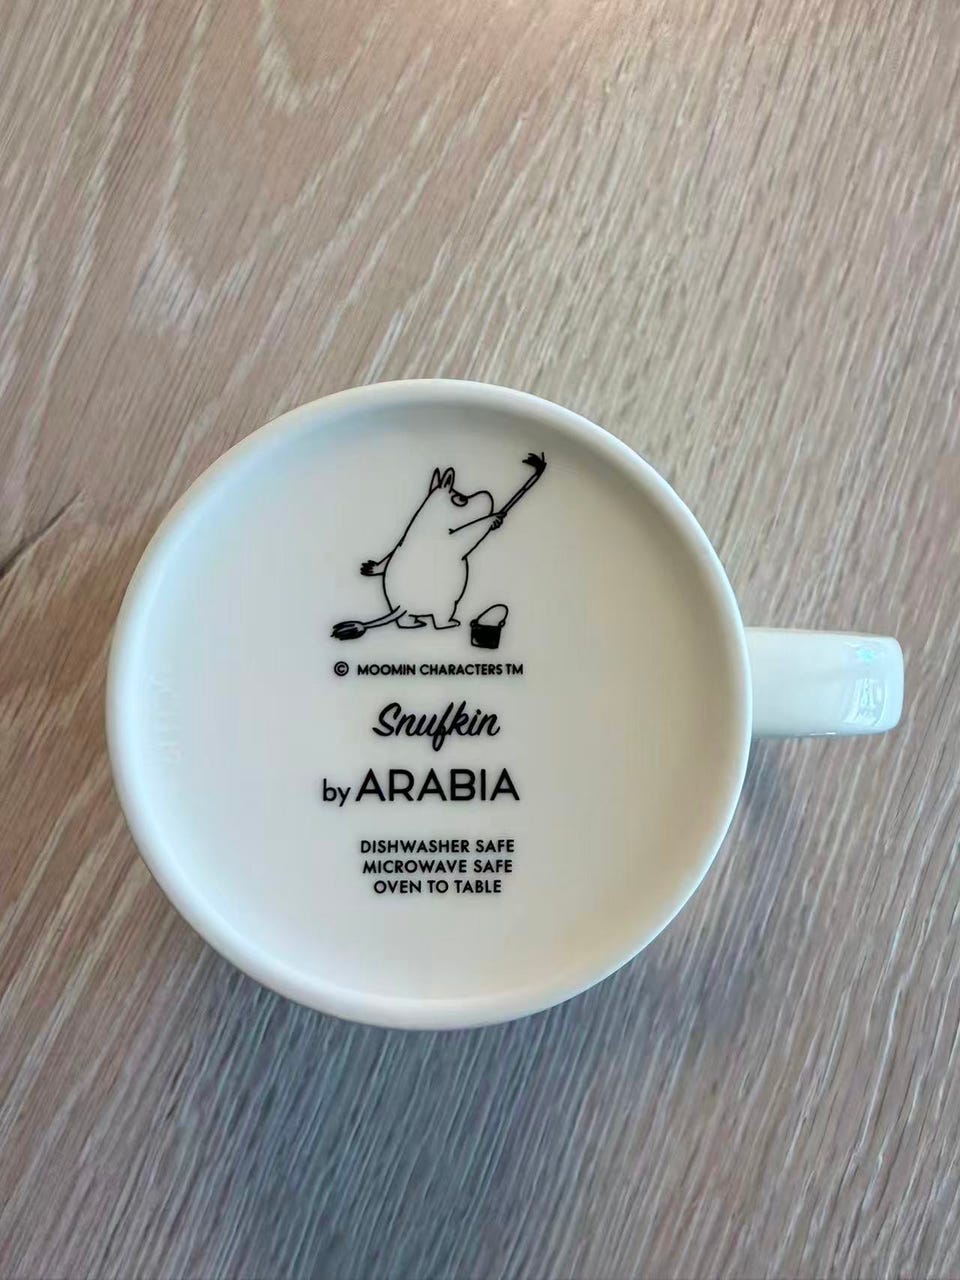 © MOOMIN CHARACTERS TM
Snufkin
by ARABIA
DISHWASHER SAFE
MICROWAVE SAFE
OVEN TO TABLE